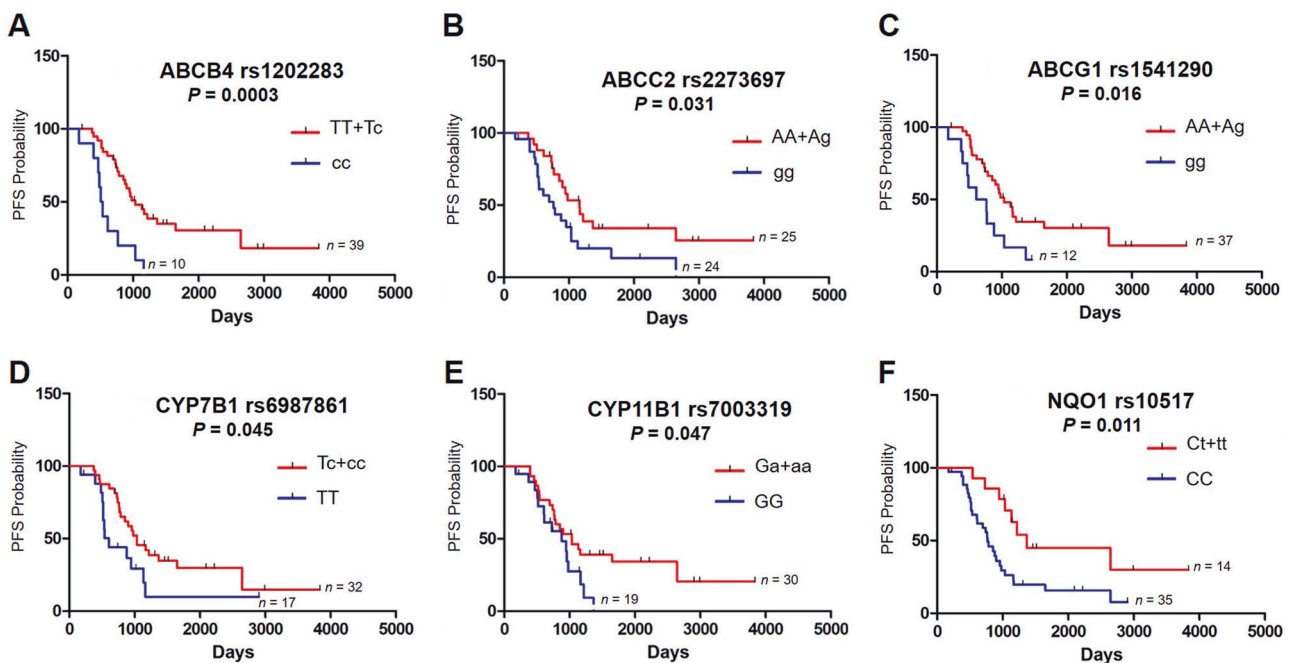 A
ABCB4 rs1202283
P = 0.0003
150
100
50
0
PFS Probability
TT+Tc
cc
n = 39
n = 10
0 1000 2000 3000 4000 5000
Days
B
ABCC2 rs2273697
P = 0.031
150
100
50
0
PFS Probability
AA+Ag
gg
n = 25
n = 24
0 1000 2000 3000 4000 5000
Days
C
ABCG1 rs1541290
P = 0.016
150
100
50
0
PFS Probability
AA+Ag
gg
n = 37
n = 12
0 1000 2000 3000 4000 5000
Days
D
CYP7B1 rs6987861
P = 0.045
150
100
50
0
PFS Probability
Tc+cc
TT
n = 32
n = 17
0 1000 2000 3000 4000 5000
Days
E
CYP11B1 rs7003319
P = 0.047
150
100
50
0
PFS Probability
Ga+aa
GG
n = 30
n = 19
0 1000 2000 3000 4000 5000
Days
F
NQO1 rs10517
P = 0.011
150
100
50
0
PFS Probability
Ct+tt
CC
n = 14
n = 35
0 1000 2000 3000 4000 5000
Days